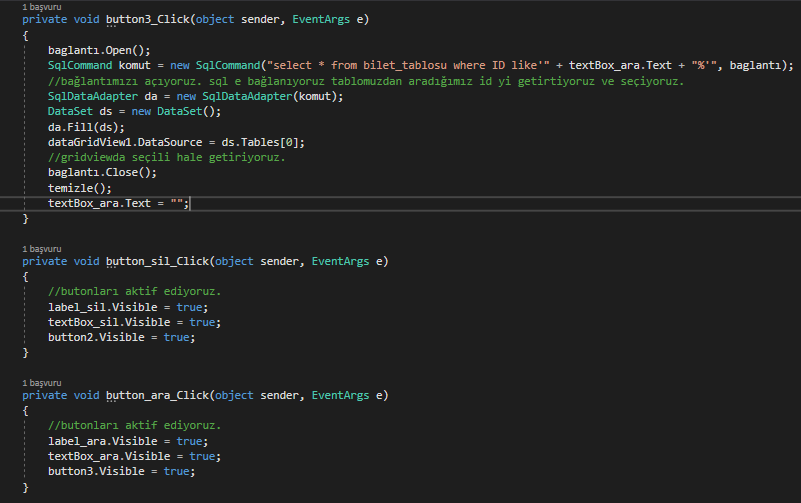 1 başvuru
private void button3_Click(object sender, EventArgs e)
{
baglantı.Open();
SqlCommand komut = new SqlCommand("select * from bilet_tablosu where ID like'" + textBox_ara.Text + "%'", baglantı);
//bağlantımızı açıyoruz. sql e bağlanıyoruz tablomuzdan aradığımız id yi getirtiyoruz ve seçiyoruz.
SqlDataAdapter da = new SqlDataAdapter(komut);
DataSet ds = new DataSet();
da.Fill(ds);
dataGridView1.DataSource = ds.Tables[0];
//gridviewda seçili hale getiriyoruz.
baglantı.Close();
temizle();
textBox_ara.Text = "";
}
1 başvuru
private void button_sil_Click(object sender, EventArgs e)
{
//butonları aktif ediyoruz.
label_sil.Visible = true;
textBox_sil.Visible = true;
button2.Visible = true;
}
1 başvuru
private void button_ara_Click(object sender, EventArgs e)
{
//butonları aktif ediyoruz.
label_ara.Visible = true;
textBox_ara.Visible = true;
button3.Visible = true;
}